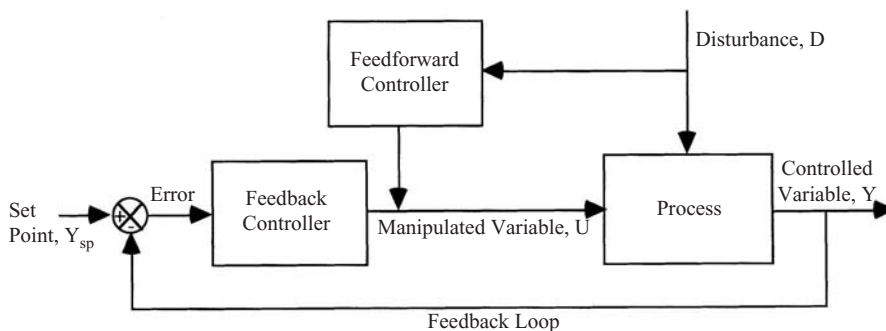 Disturbance, D
Feedforward
Controller
Set
Point, Ysp
+
-
Error
Feedback
Controller
Manipulated Variable, U
Process
Controlled
Variable, Y
Feedback Loop